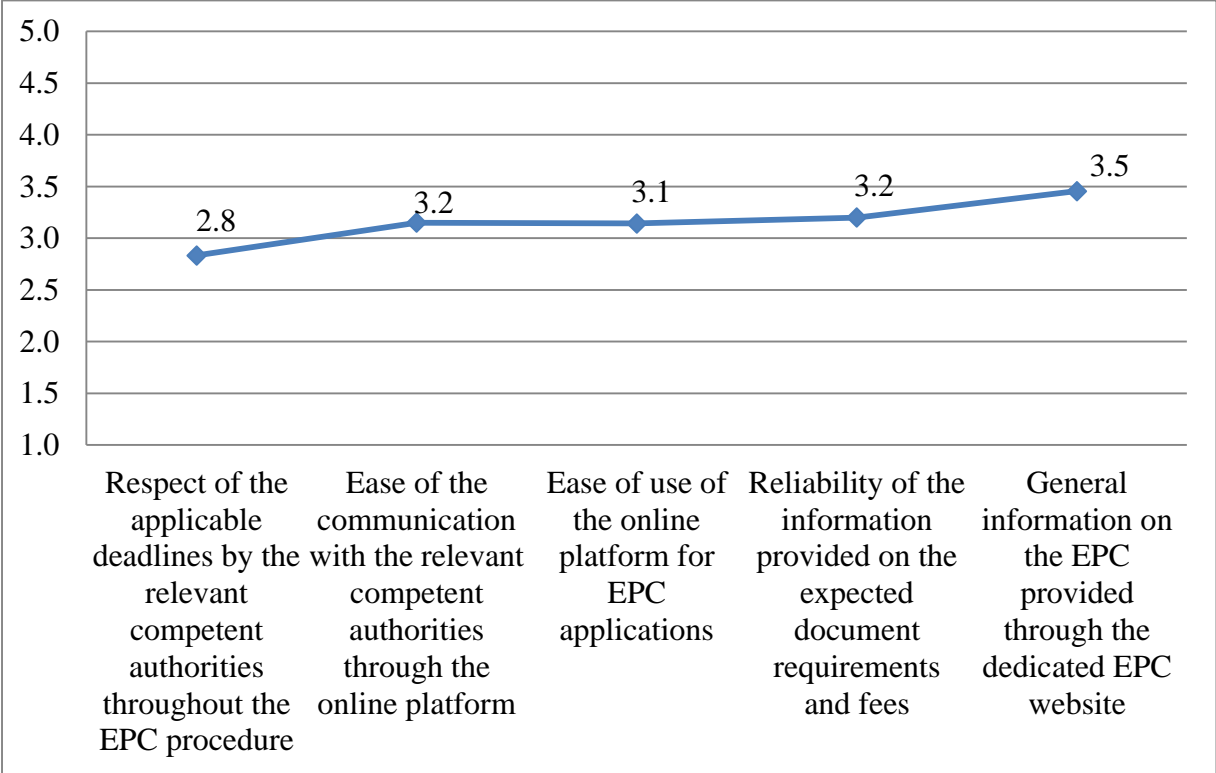 5.0
4.5
4.0
3.5
3.0
2.5
2.0
1.5
1.0
2.8
3.2
3.1
3.2
3.5
Respect of the
applicable
deadlines by the
relevant
competent
authorities
throughout the
EPC procedure
Ease of the
communication
with the relevant
competent
authorities
through the
online platform
Ease of use of
the online
platform for
EPC
applications
Reliability of the
information
provided on the
expected
document
requirements
and fees
General
information on
the EPC
provided
through the
dedicated EPC
website